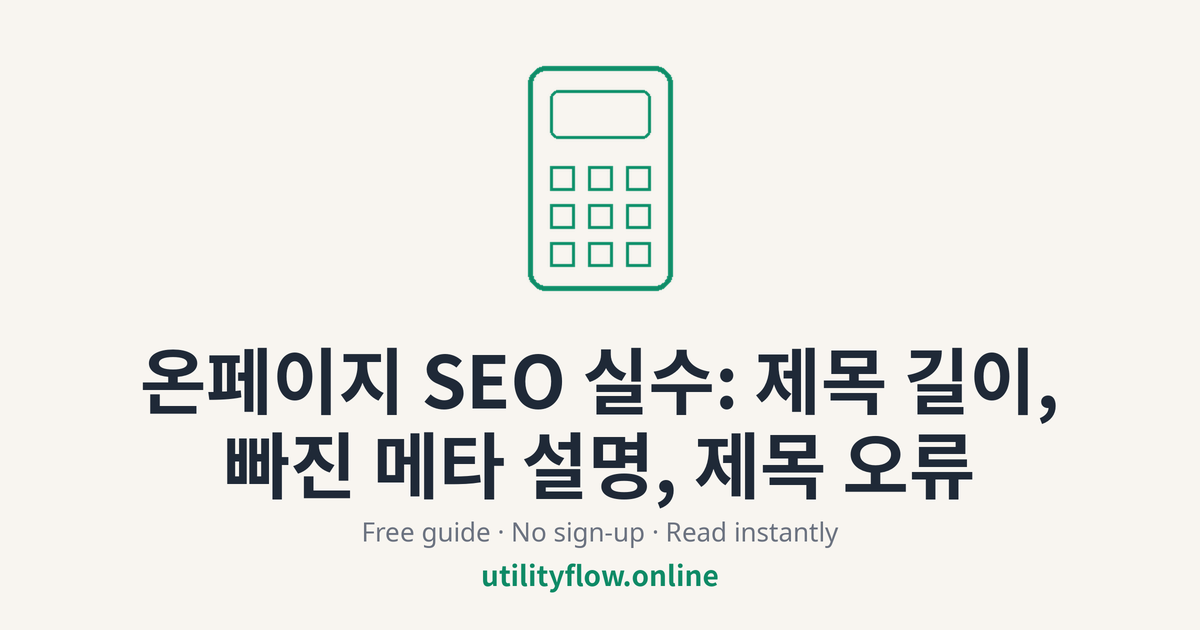 온페이지 SEO 실수: 제목 길이,
빠진 메타 설명, 제목 오류
Free guide · No sign-up · Read instantly
utilityflow.online